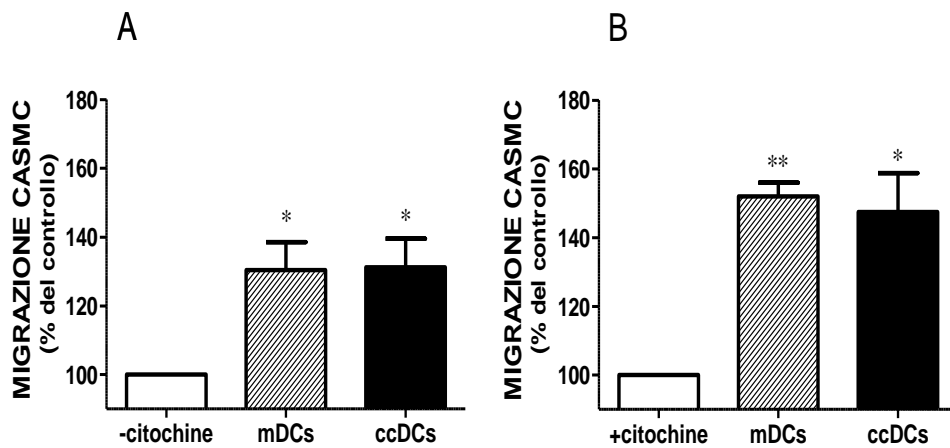 A
MIGRAZIONE CASMC
(% del controllo)
180
160
140
120
100
*
*
-citochine mDCs ccDCs
B
MIGRAZIONE CASMC
(% del controllo)
180
160
140
120
100
**
*
+citochine mDCs ccDCs